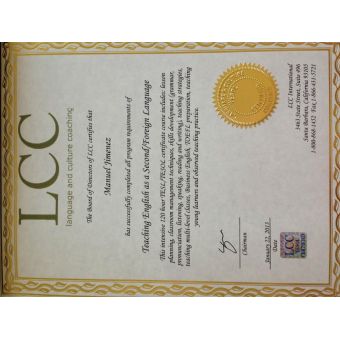 LCC
language and culture coaching
The Board of Directors of LCC certifies that
Manuel Jimenez
has successfully completed all program requirements of
Teaching English as a Second/Foreign Language
This intensive 120 hour TESL/TEFL certificate course includes: lesson
planning, classroom management techniques, skills development (grammar,
pronunciation, listening, speaking, reading and writing), teaching strategies,
teaching multi-level classes, Business English, TOEFL preparation, teaching
young learners and observed teaching practice.
Chairman
January 22, 2013
Date
LCC
LCC International
3463 State Street, Suite 496
Santa Barbara, California 93105